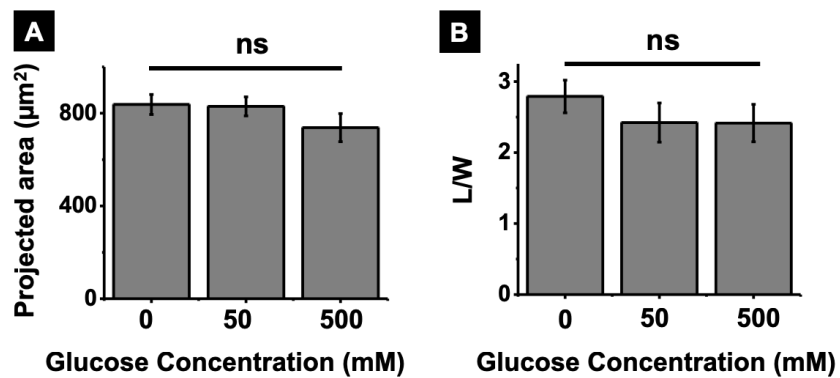 A
ns
Projected area (µm²)
800
400
0
0 50 500
Glucose Concentration (mM)
B
ns
L/W
3
2
1
0
0 50 500
Glucose Concentration (mM)